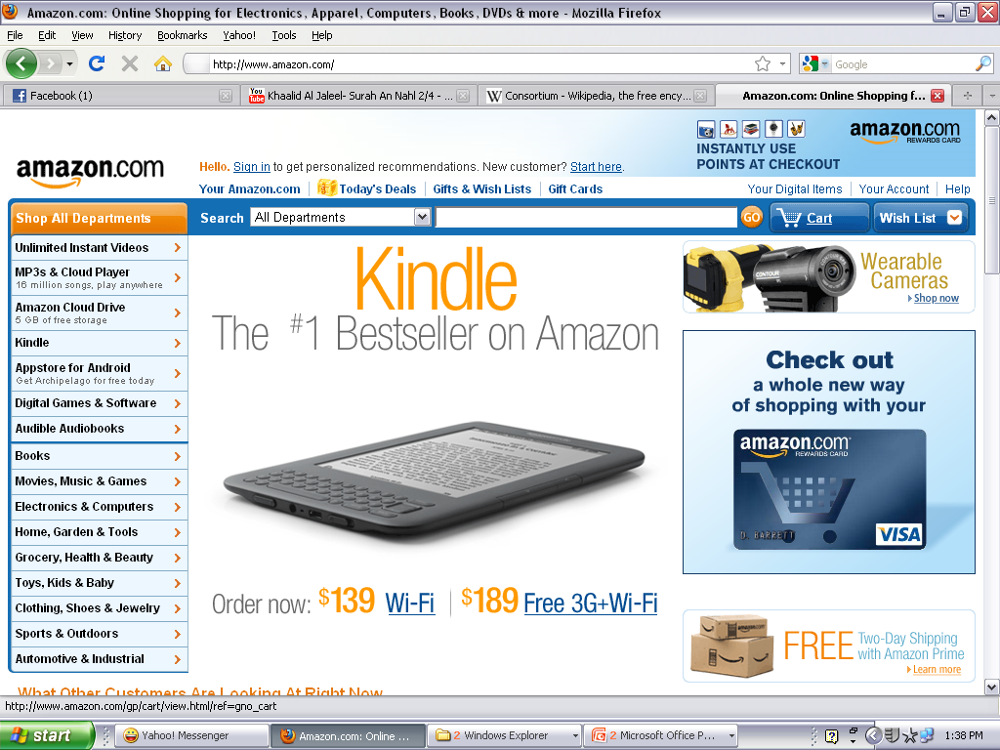 Amazon.com: Online Shopping for Electronics, Apparel, Computers, Books, DVDs & more - Mozilla Firefox
File Edit View History Bookmarks Yahoo! Tools Help
http://www.amazon.com/
Google
Facebook (1)
You Tube Khaalid Al Jaleel- Surah An Nahl 2/4 - ...
W Consortium - Wikipedia, the free ency...
Amazon.com: Online Shopping f...
amazon.com
Hello. Sign in to get personalized recommendations. New customer? Start here.
INSTANTLY USE
POINTS AT CHECKOUT
amazon.com
REWARDS CARD
Your Amazon.com Today's Deals Gifts & Wish Lists Gift Cards
Your Digital Items Your Account Help
Shop All Departments
Search All Departments GO Cart Wish List
Unlimited Instant Videos
MP3s & Cloud Player
16 million songs, play anywhere
Amazon Cloud Drive
5 GB of free storage
Kindle
Appstore for Android
Get Archipelago for free today
Digital Games & Software
Audible Audiobooks
Books
Movies, Music & Games
Electronics & Computers
Home, Garden & Tools
Grocery, Health & Beauty
Toys, Kids & Baby
Clothing, Shoes & Jewelry
Sports & Outdoors
Automotive & Industrial
Kindle
The #1 Bestseller on Amazon
Order now: $139 Wi-Fi $189 Free 3G+Wi-Fi
CONTOUR
Wearable
Cameras
Shop now
Check out
a whole new way
of shopping with your
amazon.com
REWARDS CARD
D. BARRETT
VISA
FREE Two-Day Shipping
with Amazon Prime
Learn more
What Other Customers Are Looking At Right Now
http://www.amazon.com/gp/cart/view.html/ref=gno_cart
start
Yahoo! Messenger
Amazon.com: Online ...
2 Windows Explorer
2 Microsoft Office P...
1:38 PM